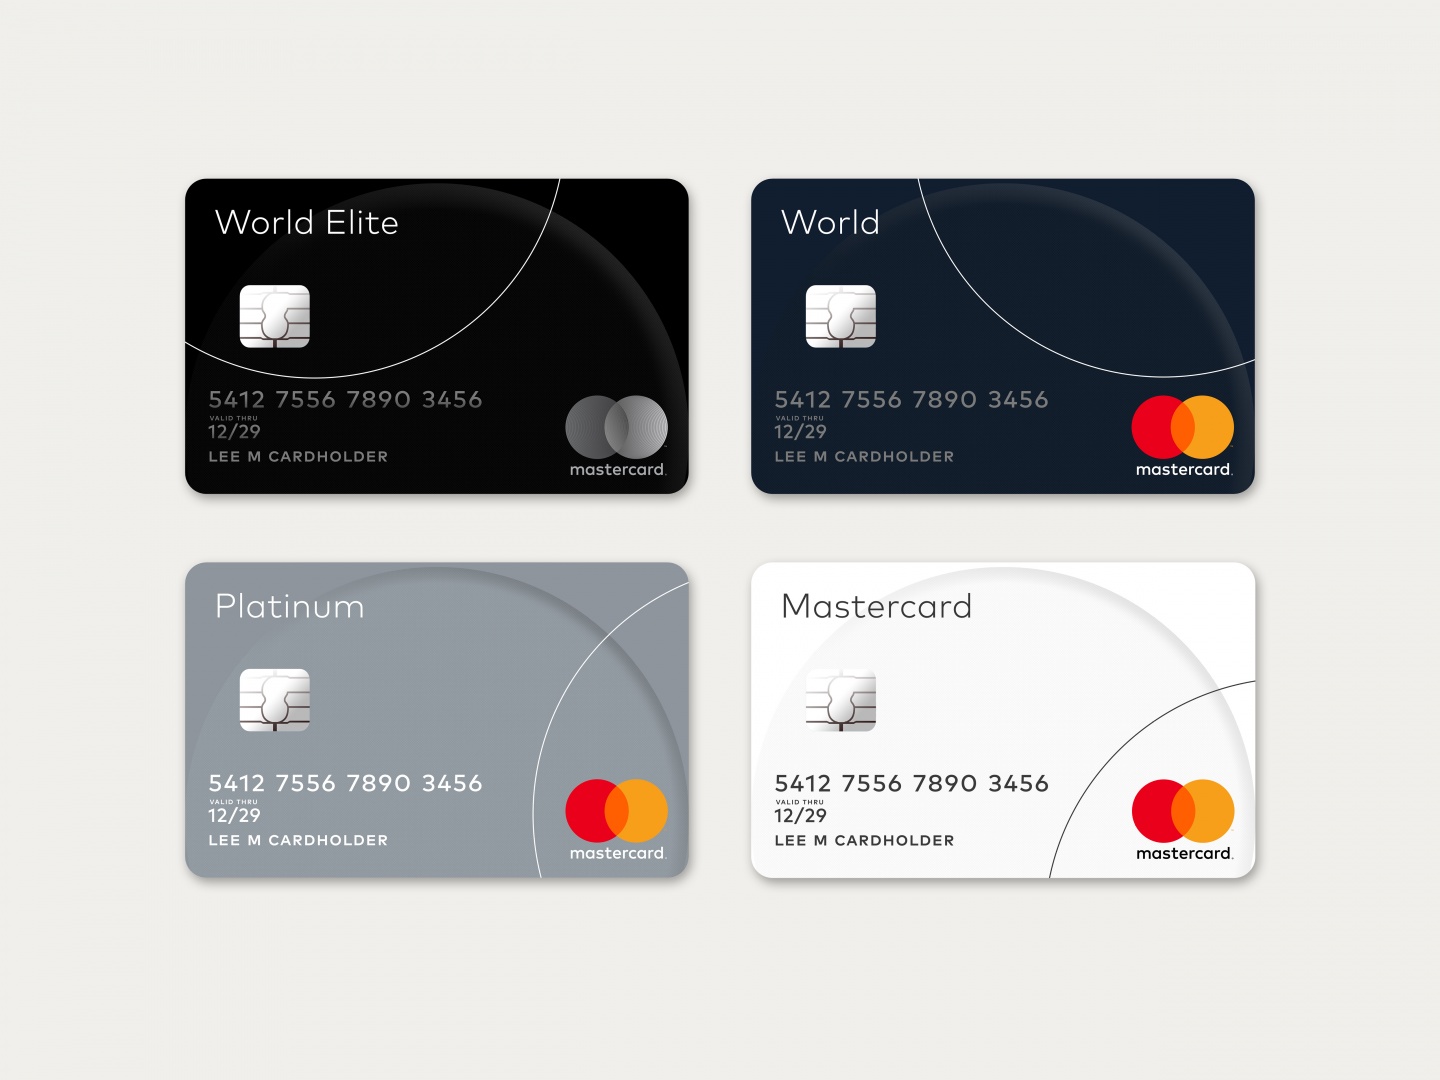 World Elite
5412 7556 7890 3456
VALID THRU
12/29
LEE M CARDHOLDER
mastercard.
World
5412 7556 7890 3456
VALID THRU
12/29
LEE M CARDHOLDER
mastercard.
Platinum
5412 7556 7890 3456
VALID THRU
12/29
LEE M CARDHOLDER
mastercard.
Mastercard
5412 7556 7890 3456
VALID THRU
12/29
LEE M CARDHOLDER
mastercard.